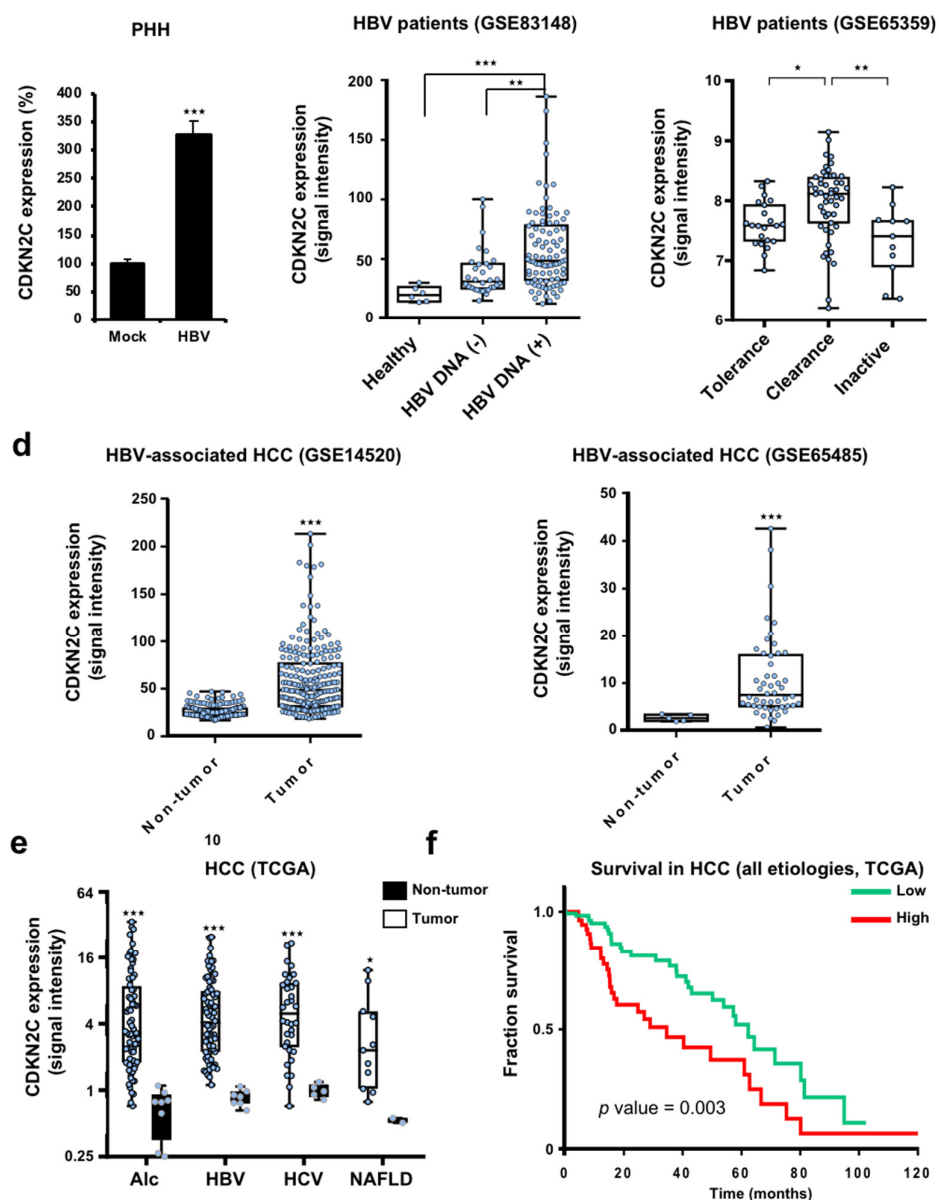 PHH
CDKN2C expression (%)
400
350
300
250
200
150
100
50
0
★★★
Mock
HBV
HBV patients (GSE83148)
CDKN2C expression
(signal intensity)
200
150
100
50
0
★★★
★★
Healthy
HBV DNA (-)
HBV DNA (+)
HBV patients (GSE65359)
CDKN2C expression
(signal intensity)
10
9
8
7
6
★
★★
Tolerance
Clearance
Inactive
d
HBV-associated HCC (GSE14520)
CDKN2C expression
(signal intensity)
250
200
150
100
50
0
★★★
Non-tumor
Tumor
HBV-associated HCC (GSE65485)
CDKN2C expression
(signal intensity)
50
40
30
20
10
0
★★★
Non-tumor
Tumor
e
10
HCC (TCGA)
Non-tumor
Tumor
CDKN2C expression
(signal intensity)
64
16
4
1
0.25
★★★
★★★
★★★
★
Alc
HBV
HCV
NAFLD
f
Survival in HCC (all etiologies, TCGA)
Low
High
Fraction survival
1.0
0.5
0
p value = 0.003
0
20
40
60
80
100
120
Time (months)